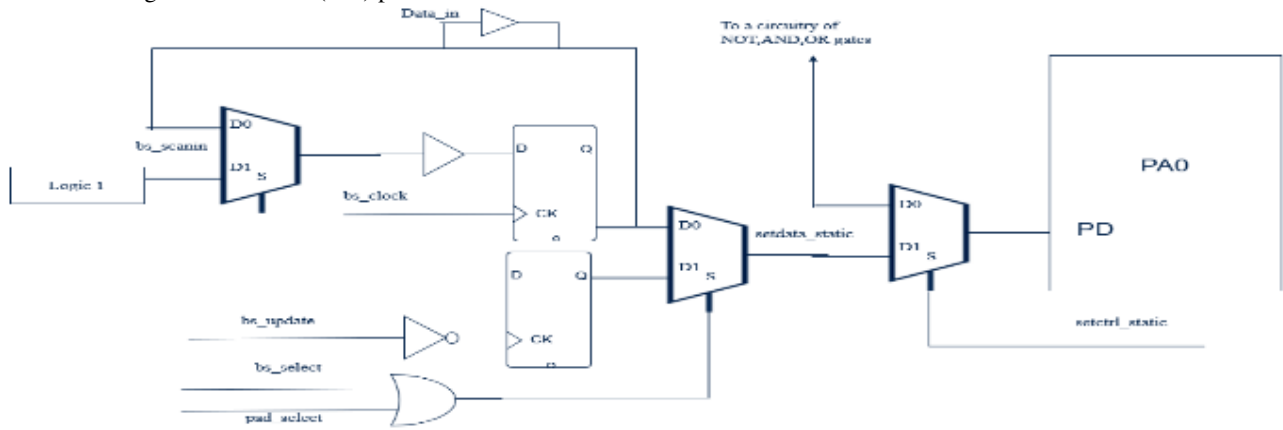 Data_in
To a circuitry of
NOT,AND,OR gates
D0
bs_scanin
D1
S
Logic 1
D
Q
bs_clock
CK
D0
PA0
D0
setdata_static
D1
S
PD
D1
S
D
Q
bs_update
CK
setctrl_static
bs_select
pad_select